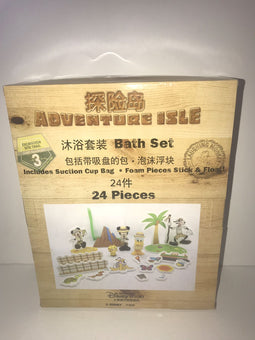 探险岛
ADVENTURE ISLE
沐浴套装 Bath Set
3
包括带吸盘的包·泡沫浮块
Includes Suction Cup Bag • Foam Pieces Stick & Float!
24件
24 Pieces
Disney